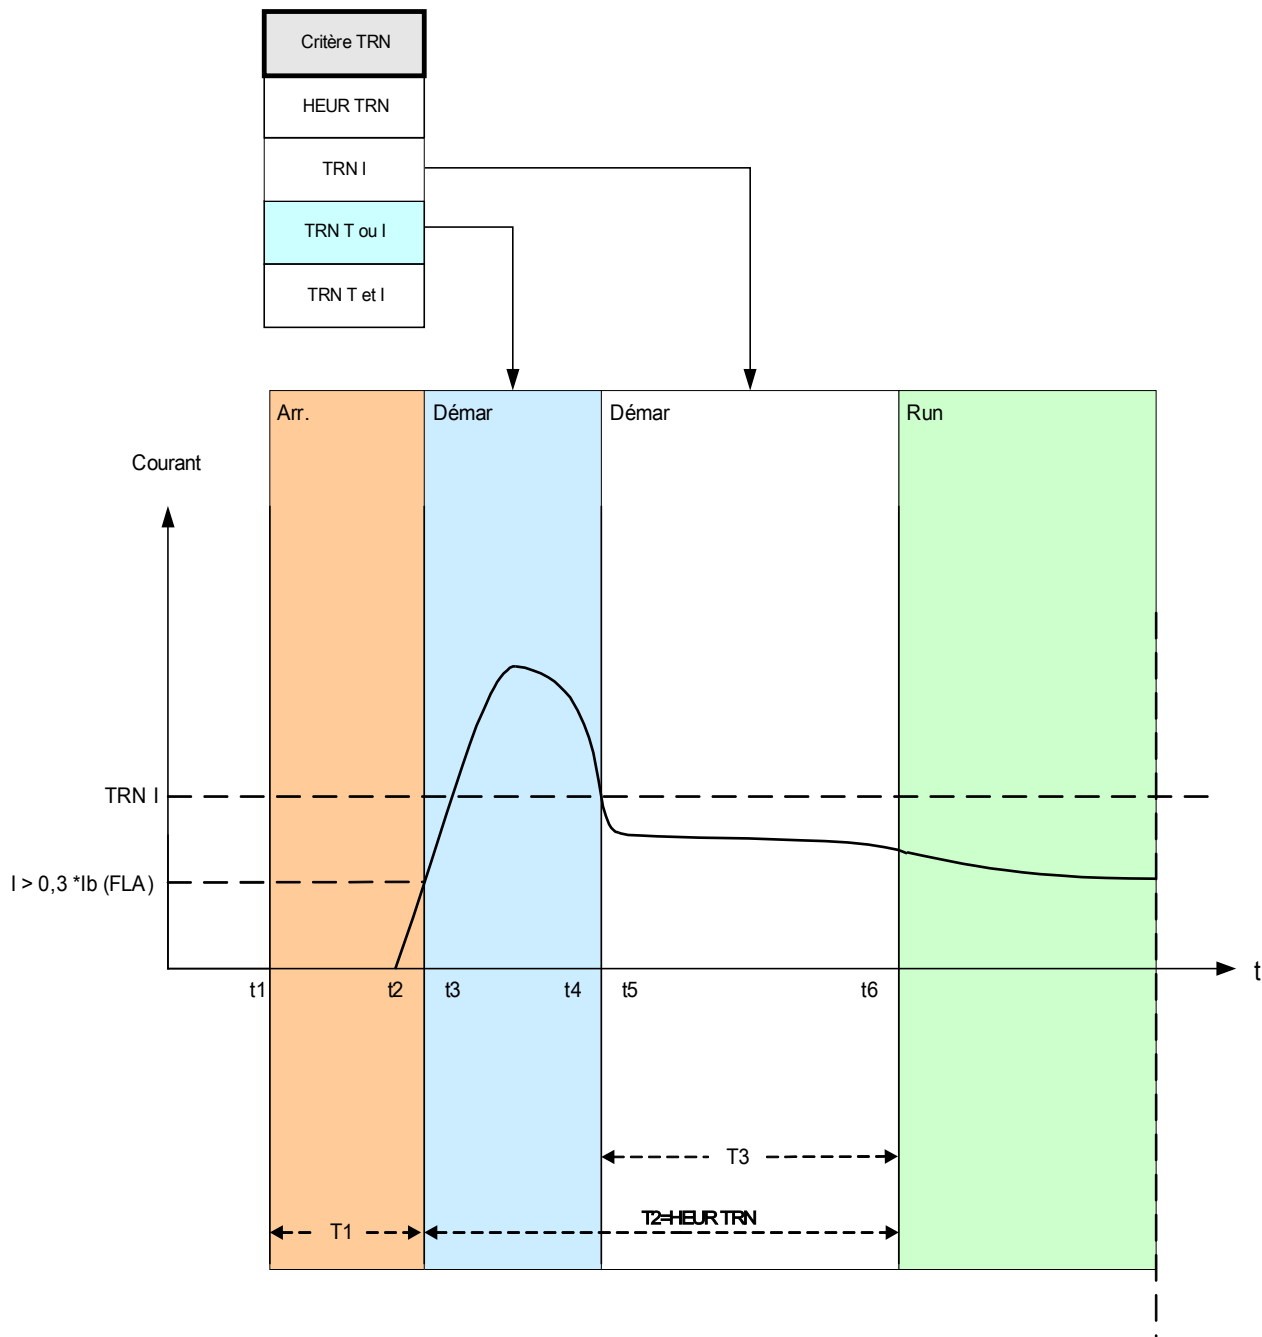 Critère TRN
HEUR TRN
TRN I
TRN T ou I
TRN T et I
Arr.
Démar
Démar
Run
Courant
TRN I
I > 0,3 *Ib (FLA)
t1
t2
t3
t4
t5
t6
t
T3
T2=HEUR TRN
T1